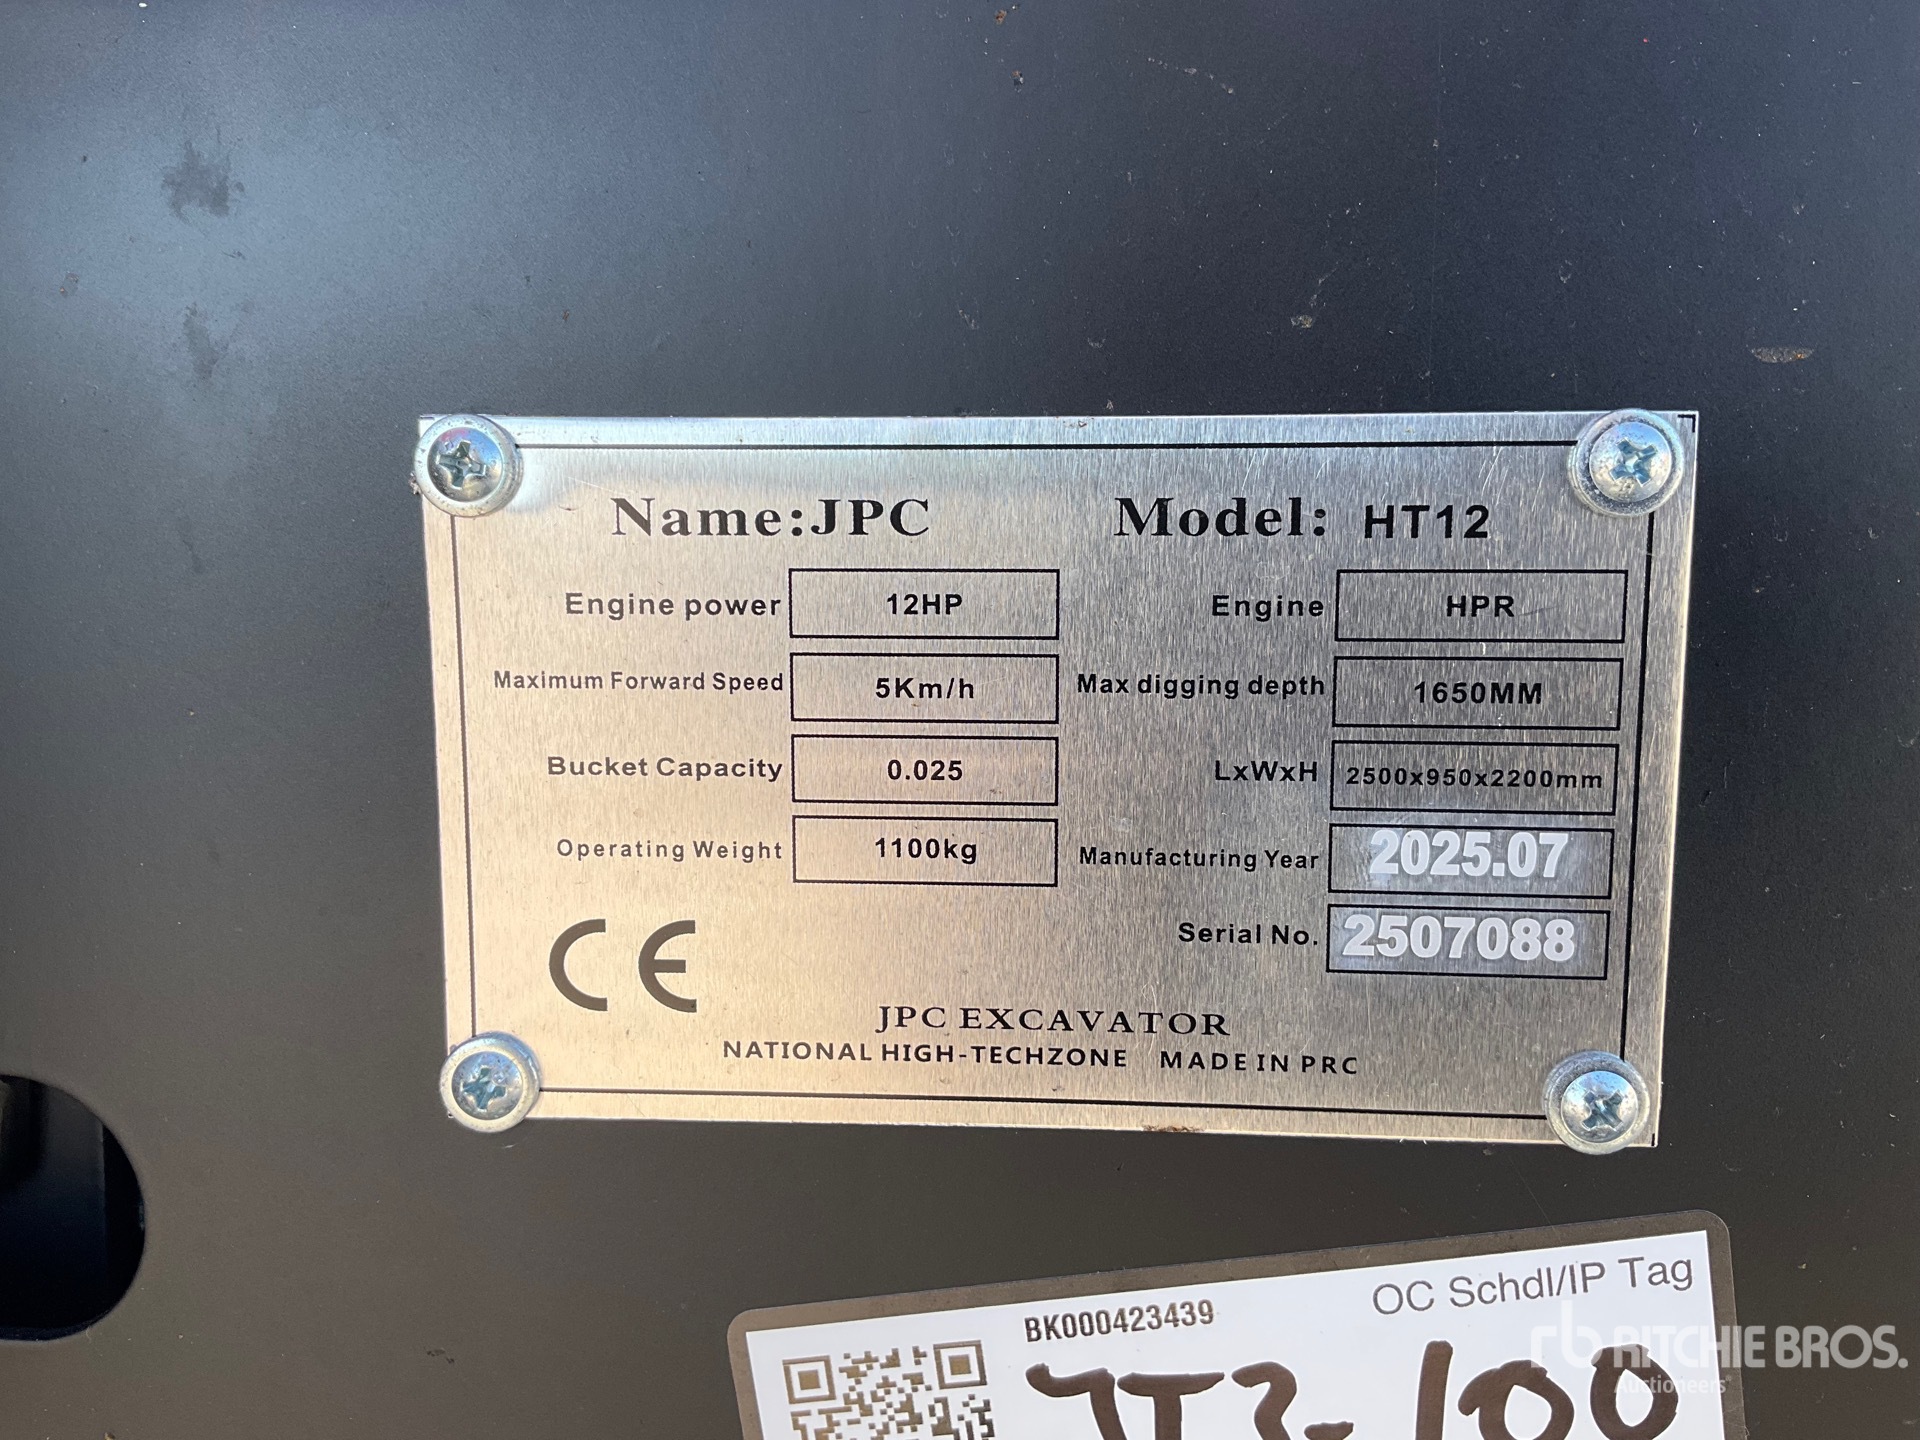 Name:JPC Model: HT12
Engine power 12HP Engine HPR
Maximum Forward Speed 5Km/h Max digging depth 1650MM
Bucket Capacity 0.025 LxWxH 2500x950x2200mm
Operating Weight 1100kg Manufacturing Year 2025.07
Serial No. 2507088
CE
JPC EXCAVATOR
NATIONAL HIGH-TECHZONE MADE IN PRC
OC Schdl/IP Tag
BK000423439
rb RITCHIE BROS.
Auctioneers